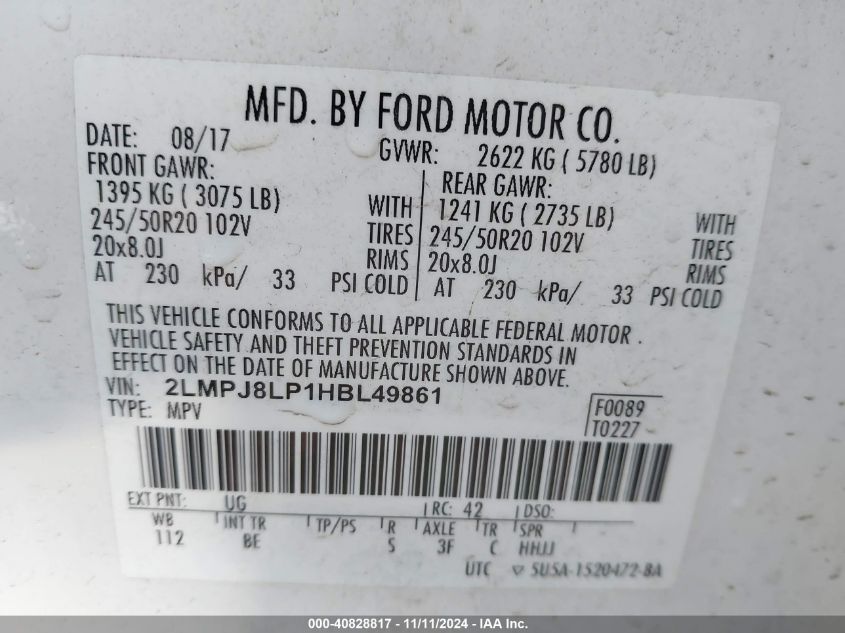 MFD. BY FORD MOTOR CO.
DATE: 08/17 GVWR: 2622 KG ( 5780 LB)
FRONT GAWR: REAR GAWR:
1395 KG ( 3075 LB) WITH 1241 KG ( 2735 LB) WITH
245/50R20 102V TIRES 245/50R20 102V TIRES
20x8.0J RIMS 20x8.0J RIMS
AT 230 kPa/ 33 PSI COLD AT 230 kPa/ 33 PSI COLD
THIS VEHICLE CONFORMS TO ALL APPLICABLE FEDERAL MOTOR
VEHICLE SAFETY AND THEFT PREVENTION STANDARDS IN
EFFECT ON THE DATE OF MANUFACTURE SHOWN ABOVE.
VIN: 2LMPJ8LP1HBL49861
TYPE: MPV
F0089
T0227
EXT PNT: UG RC: 42 DSO:
WB INT TR TP/PS R AXLE TR SPR
112 BE S 3F C HHJJ
UTC 5U5A-1520472-BA
000-40828817 - 11/11/2024 - IAA Inc.